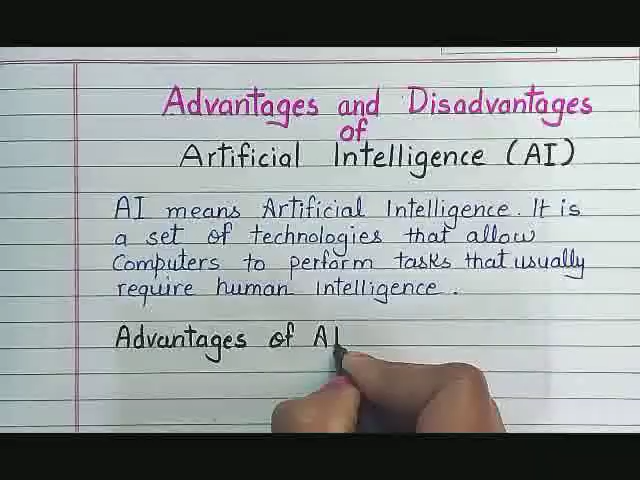 Advantages and Disadvantages
of
Artificial Intelligence (AI)
AI means Artificial Intelligence. It is
a set of technologies that allow
Computers to perform tasks that usually
require human Intelligence.
Advantages of AI